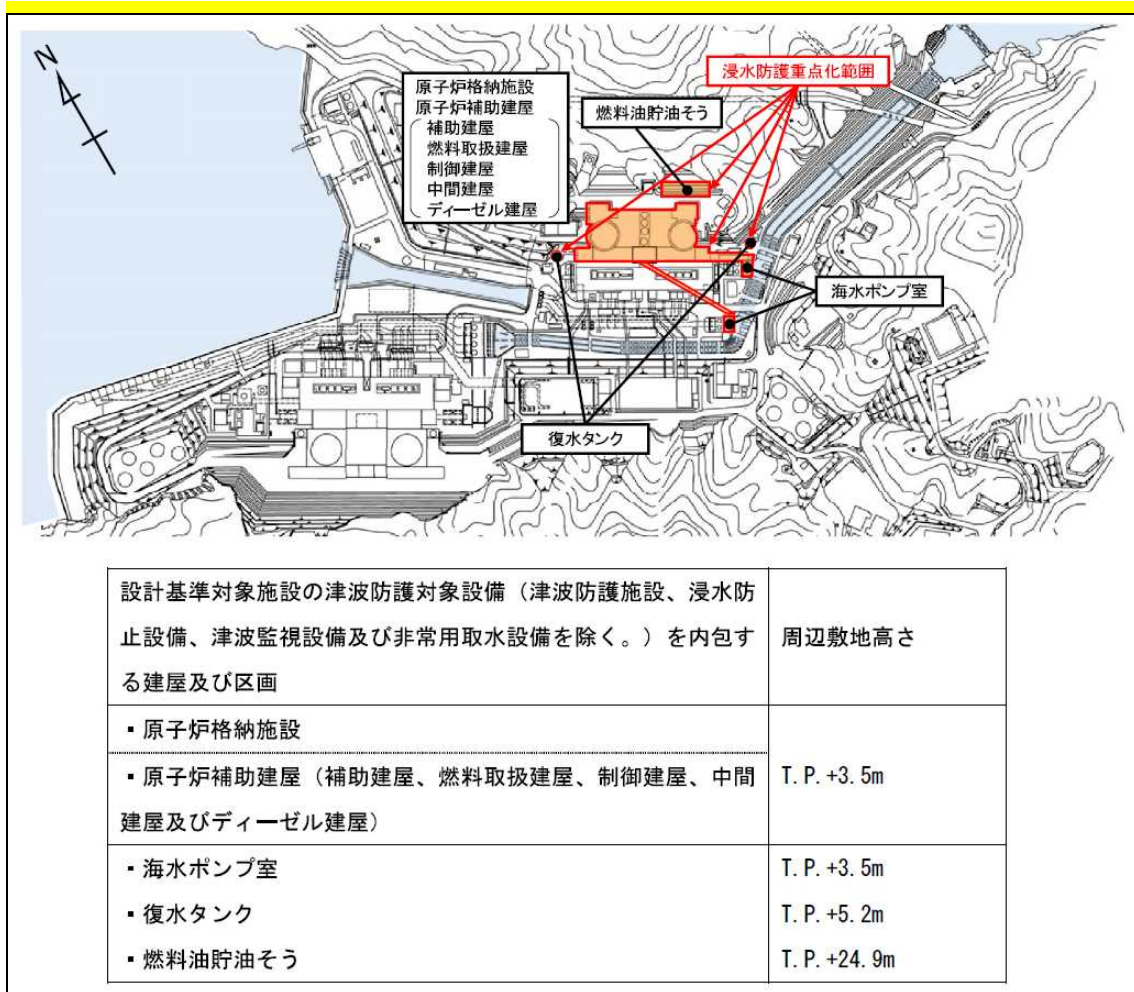 N
原子炉格納施設
原子炉補助建屋
補助建屋
燃料取扱建屋
制御建屋
中間建屋
ディーゼル建屋
燃料油貯油そう
浸水防護重点化範囲
海水ポンプ室
復水タンク
設計基準対象施設の津波防護対象設備（津波防護施設、浸水防
止設備、津波監視設備及び非常用取水設備を除く。）を内包す
る建屋及び区画
周辺敷地高さ
▪原子炉格納施設
▪原子炉補助建屋（補助建屋、燃料取扱建屋、制御建屋、中間
建屋及びディーゼル建屋）
T.P.+3.5m
▪海水ポンプ室
T.P.+3.5m
▪復水タンク
T.P.+5.2m
▪燃料油貯油そう
T.P.+24.9m